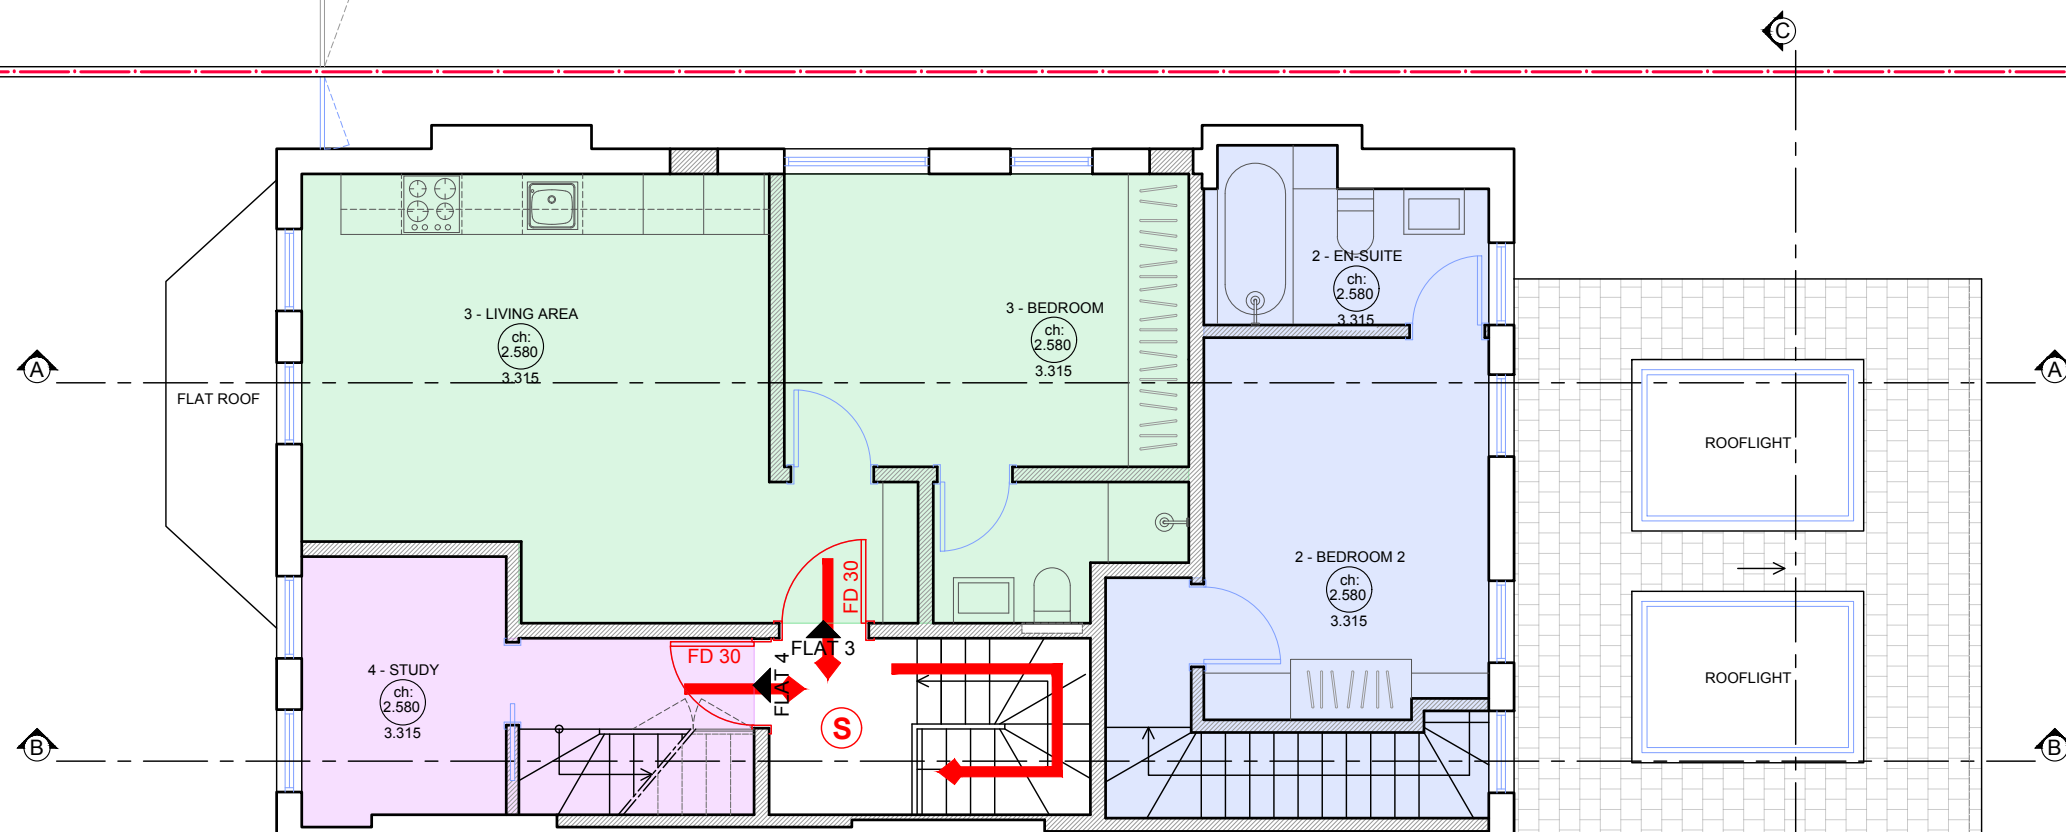 C
2 - EN-SUITE
ch:
2.580
3.315
3 - LIVING AREA
ch:
2.580
3.315
3 - BEDROOM
ch:
2.580
3.315
A
A
FLAT ROOF
ROOFLIGHT
2 - BEDROOM 2
ch:
2.580
3.315
FD 30
FLAT 3
FD 30
FLAT 4
4 - STUDY
ch:
2.580
3.315
S
ROOFLIGHT
B
B